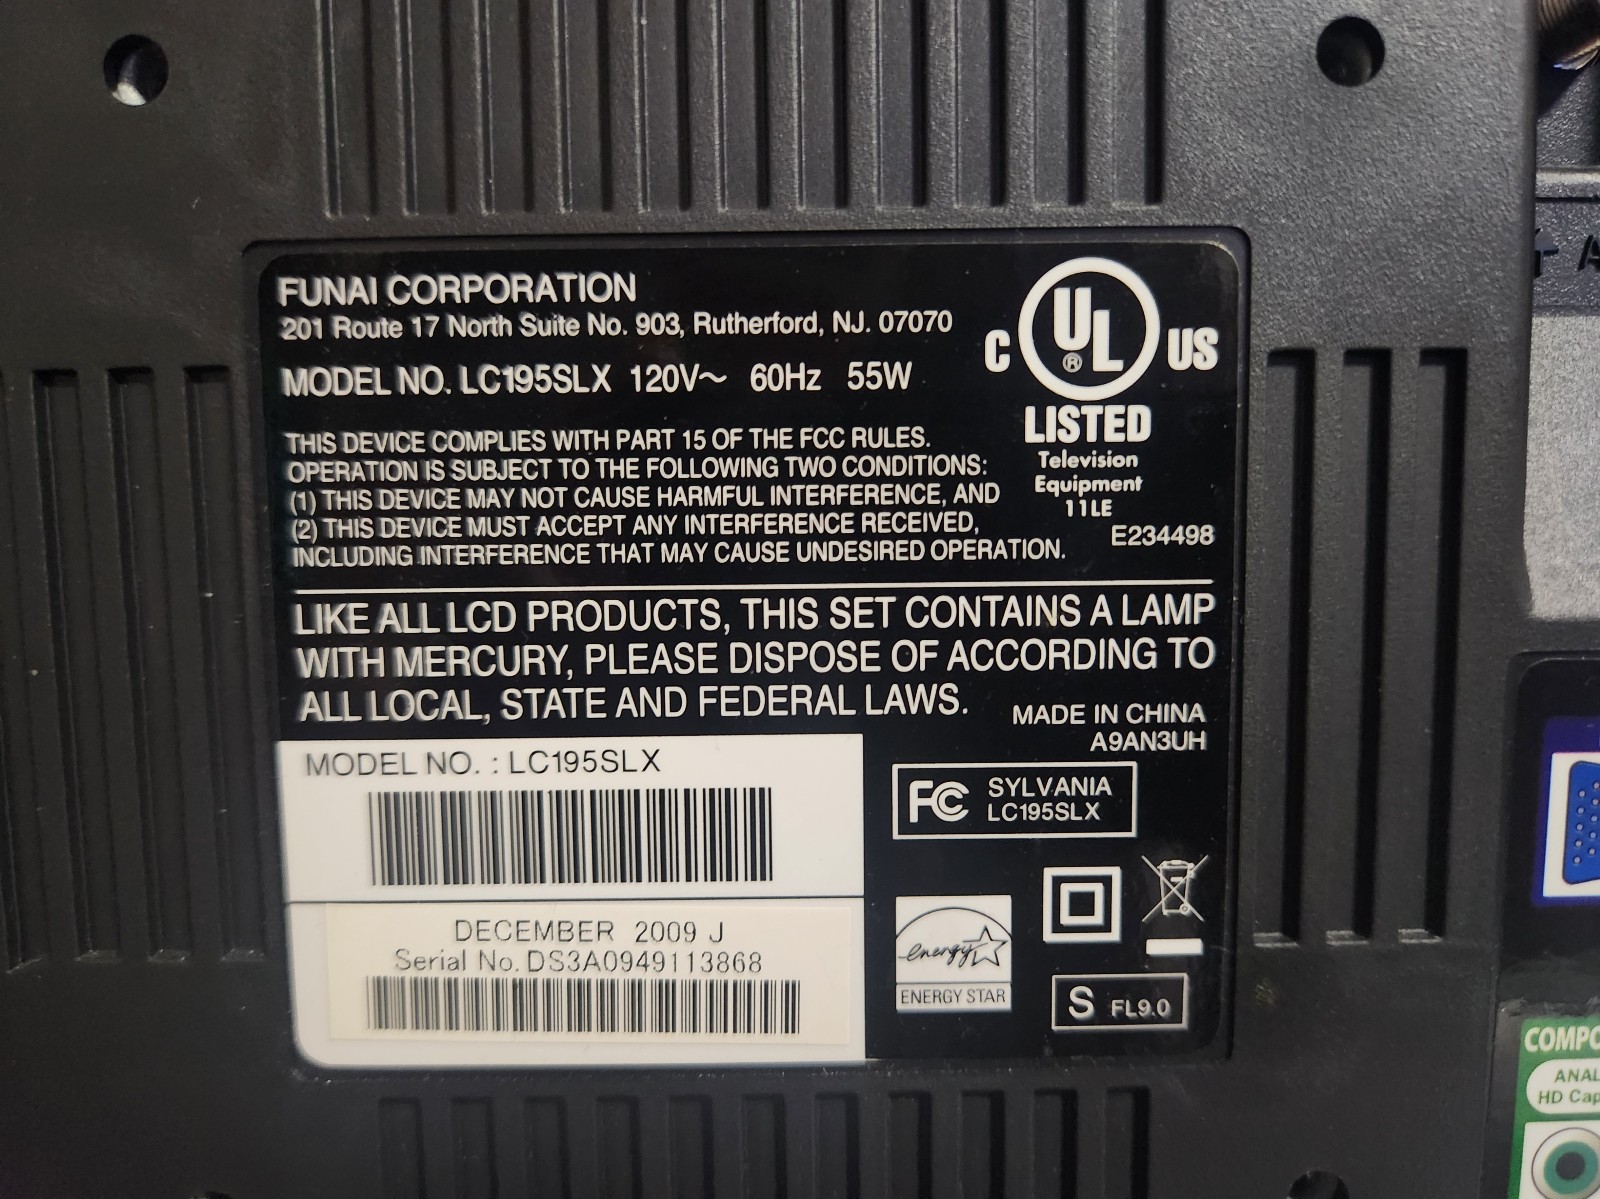 FUNAI CORPORATION
201 Route 17 North Suite No. 903, Rutherford, NJ. 07070
MODEL NO. LC195SLX 120V~ 60Hz 55W
C UL ® US
LISTED
Television
Equipment
11LE
E234498
THIS DEVICE COMPLIES WITH PART 15 OF THE FCC RULES.
OPERATION IS SUBJECT TO THE FOLLOWING TWO CONDITIONS:
(1) THIS DEVICE MAY NOT CAUSE HARMFUL INTERFERENCE, AND
(2) THIS DEVICE MUST ACCEPT ANY INTERFERENCE RECEIVED,
INCLUDING INTERFERENCE THAT MAY CAUSE UNDESIRED OPERATION.
LIKE ALL LCD PRODUCTS, THIS SET CONTAINS A LAMP
WITH MERCURY, PLEASE DISPOSE OF ACCORDING TO
ALL LOCAL, STATE AND FEDERAL LAWS.
MADE IN CHINA
A9AN3UH
MODEL NO. : LC195SLX
FC SYLVANIA
LC195SLX
DECEMBER 2009 J
Serial No. DS3A0949113868
energy
ENERGY STAR
S FL9.0
COMPO
ANAL
HD Cap